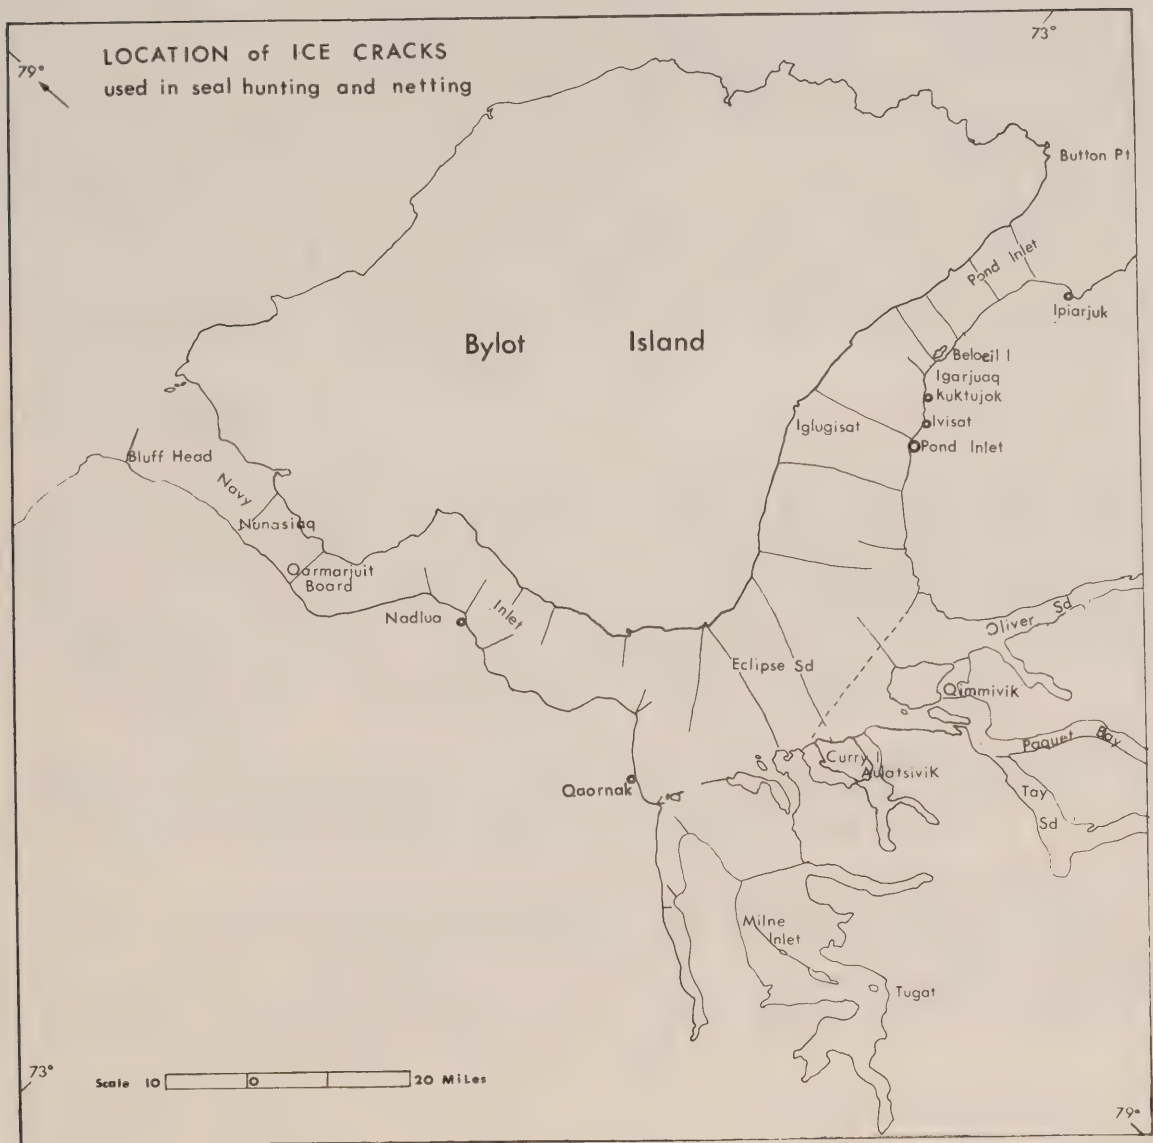 LOCATION of ICE CRACKS
used in seal hunting and netting
79°
73°
Button Pt
Pond Inlet
Ipiarjuk
Bylot Island
Beloeil I
Igarjuaq
Kuktujok
Ivisat
Iglugisat
Pond Inlet
Bluff Head
Navy
Nunasiaq
Qarmarjuit
Board
Nadlua
Inlet
Oliver Sd
Eclipse Sd
Qimmivik
Paquet Bay
Curry I
Aulatsivik
Qaornak
Tay
Sd
Milne
Inlet
Tugat
73°
Scale 10 0 20 Miles
79°